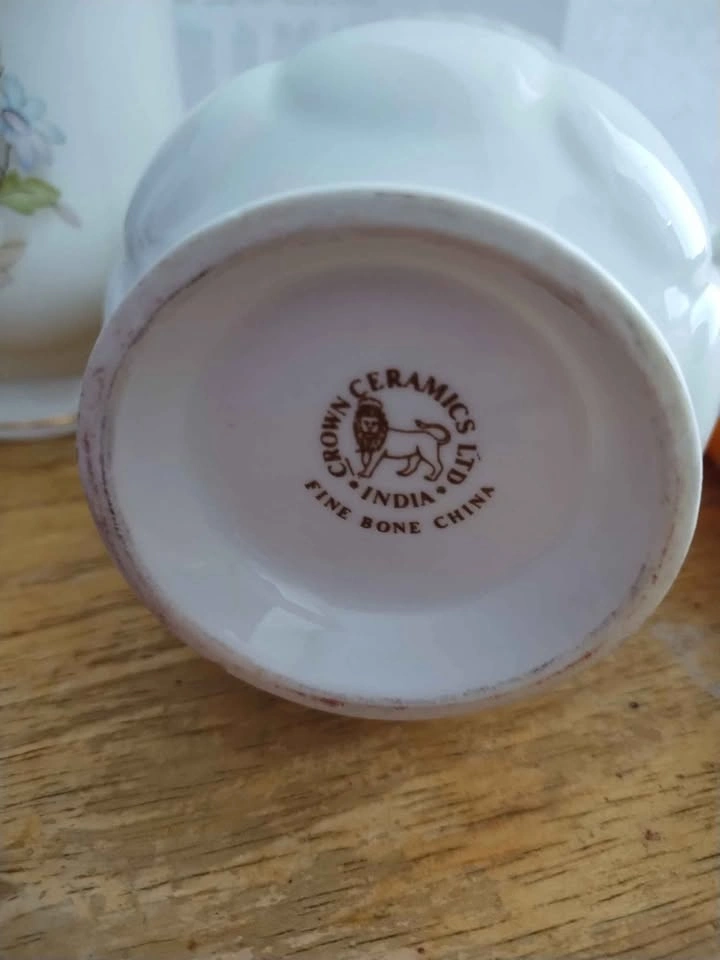 CROWN CERAMICS LTD
INDIA
FINE BONE CHINA